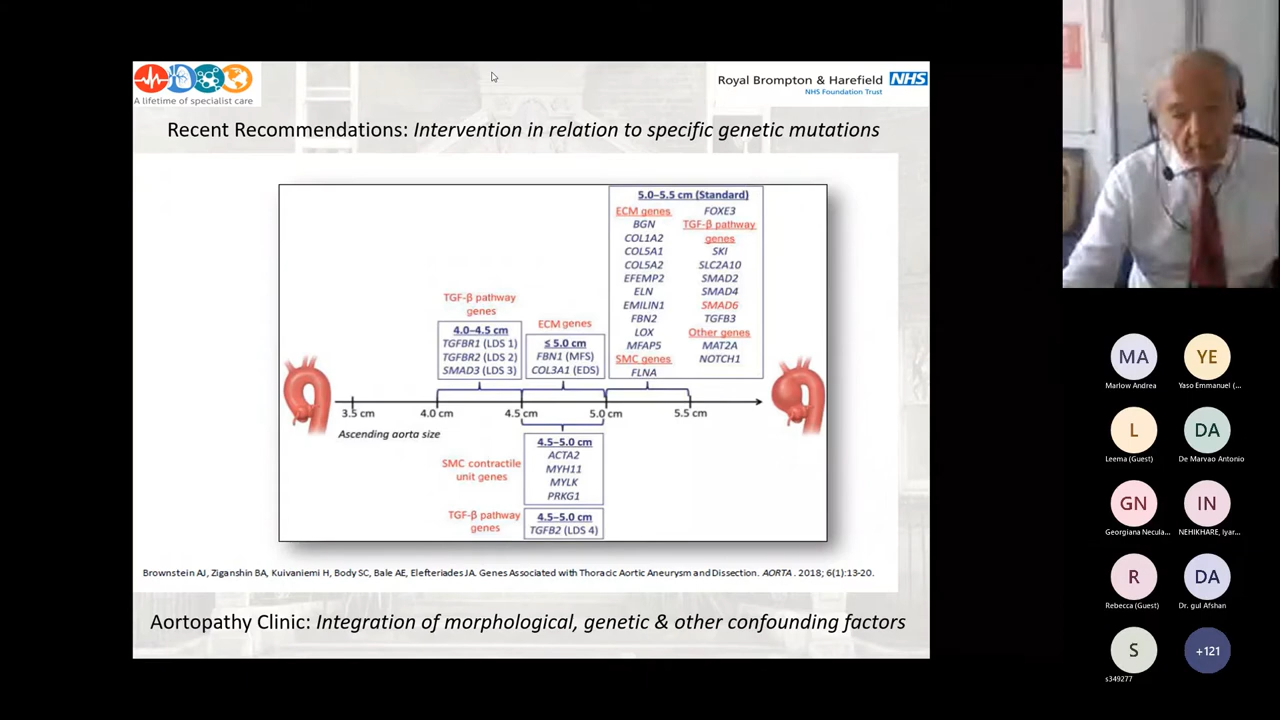 A lifetime of specialist care
Royal Brompton & Harefield NHS
NHS Foundation Trust
Recent Recommendations: Intervention in relation to specific genetic mutations
5.0–5.5 cm (Standard)
ECM genes
BGN
COL1A2
COL5A1
COL5A2
EFEMP2
ELN
EMILIN1
FBN2
LOX
MFAP5
SMC genes
FLNA
FOXE3
TGF-β pathway
genes
SKI
SLC2A10
SMAD2
SMAD4
SMAD6
TGFB3
Other genes
MAT2A
NOTCH1
TGF-β pathway
genes
4.0–4.5 cm
TGFBR1 (LDS 1)
TGFBR2 (LDS 2)
SMAD3 (LDS 3)
ECM genes
≤ 5.0 cm
FBN1 (MFS)
COL3A1 (EDS)
3.5 cm 4.0 cm 4.5 cm 5.0 cm 5.5 cm
Ascending aorta size
SMC contractile
unit genes
4.5–5.0 cm
ACTA2
MYH11
MYLK
PRKG1
TGF-β pathway
genes
4.5–5.0 cm
TGFB2 (LDS 4)
Brownstein AJ, Ziganshin BA, Kuivaniemi H, Body SC, Bale AE, Elefteriades JA. Genes Associated with Thoracic Aortic Aneurysm and Dissection. AORTA . 2018; 6(1):13-20.
Aortopathy Clinic: Integration of morphological, genetic & other confounding factors
MA YE
Marlow Andrea Yaso Emmanuel (...
L DA
Leema (Guest) De Marvao Antonio
GN IN
Georgiana Necula... NEHIKHARE, Iyar...
R DA
Rebecca (Guest) Dr. gul Afshan
S +121
s349277